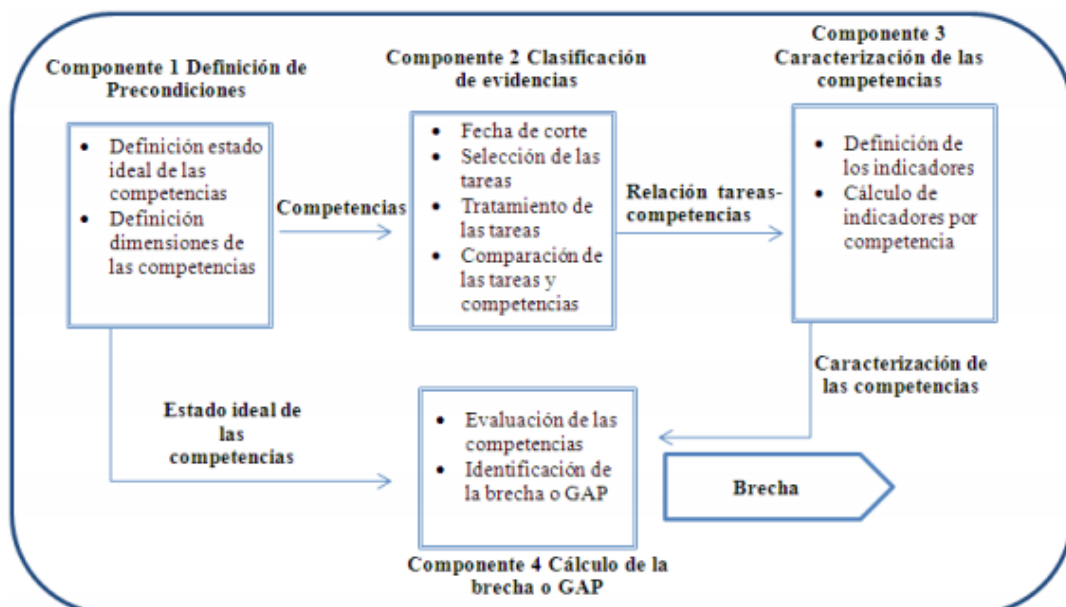 Componente 1 Definición de
Precondiciones
• Definición estado
ideal de las
competencias
• Definición
dimensiones de
las competencias
Competencias
Componente 2 Clasificación
de evidencias
• Fecha de corte
• Selección de las
tareas
• Tratamiento de
las tareas
• Comparación de
las tareas y
competencias
Relación tareas-
competencias
Componente 3
Caracterización de las
competencias
• Definición de
los indicadores
• Cálculo de
indicadores por
competencia
Caracterización de
las competencias
Estado ideal de
las
competencias
• Evaluación de las
competencias
• Identificación de
la brecha o GAP
Componente 4 Cálculo de la
brecha o GAP
Brecha